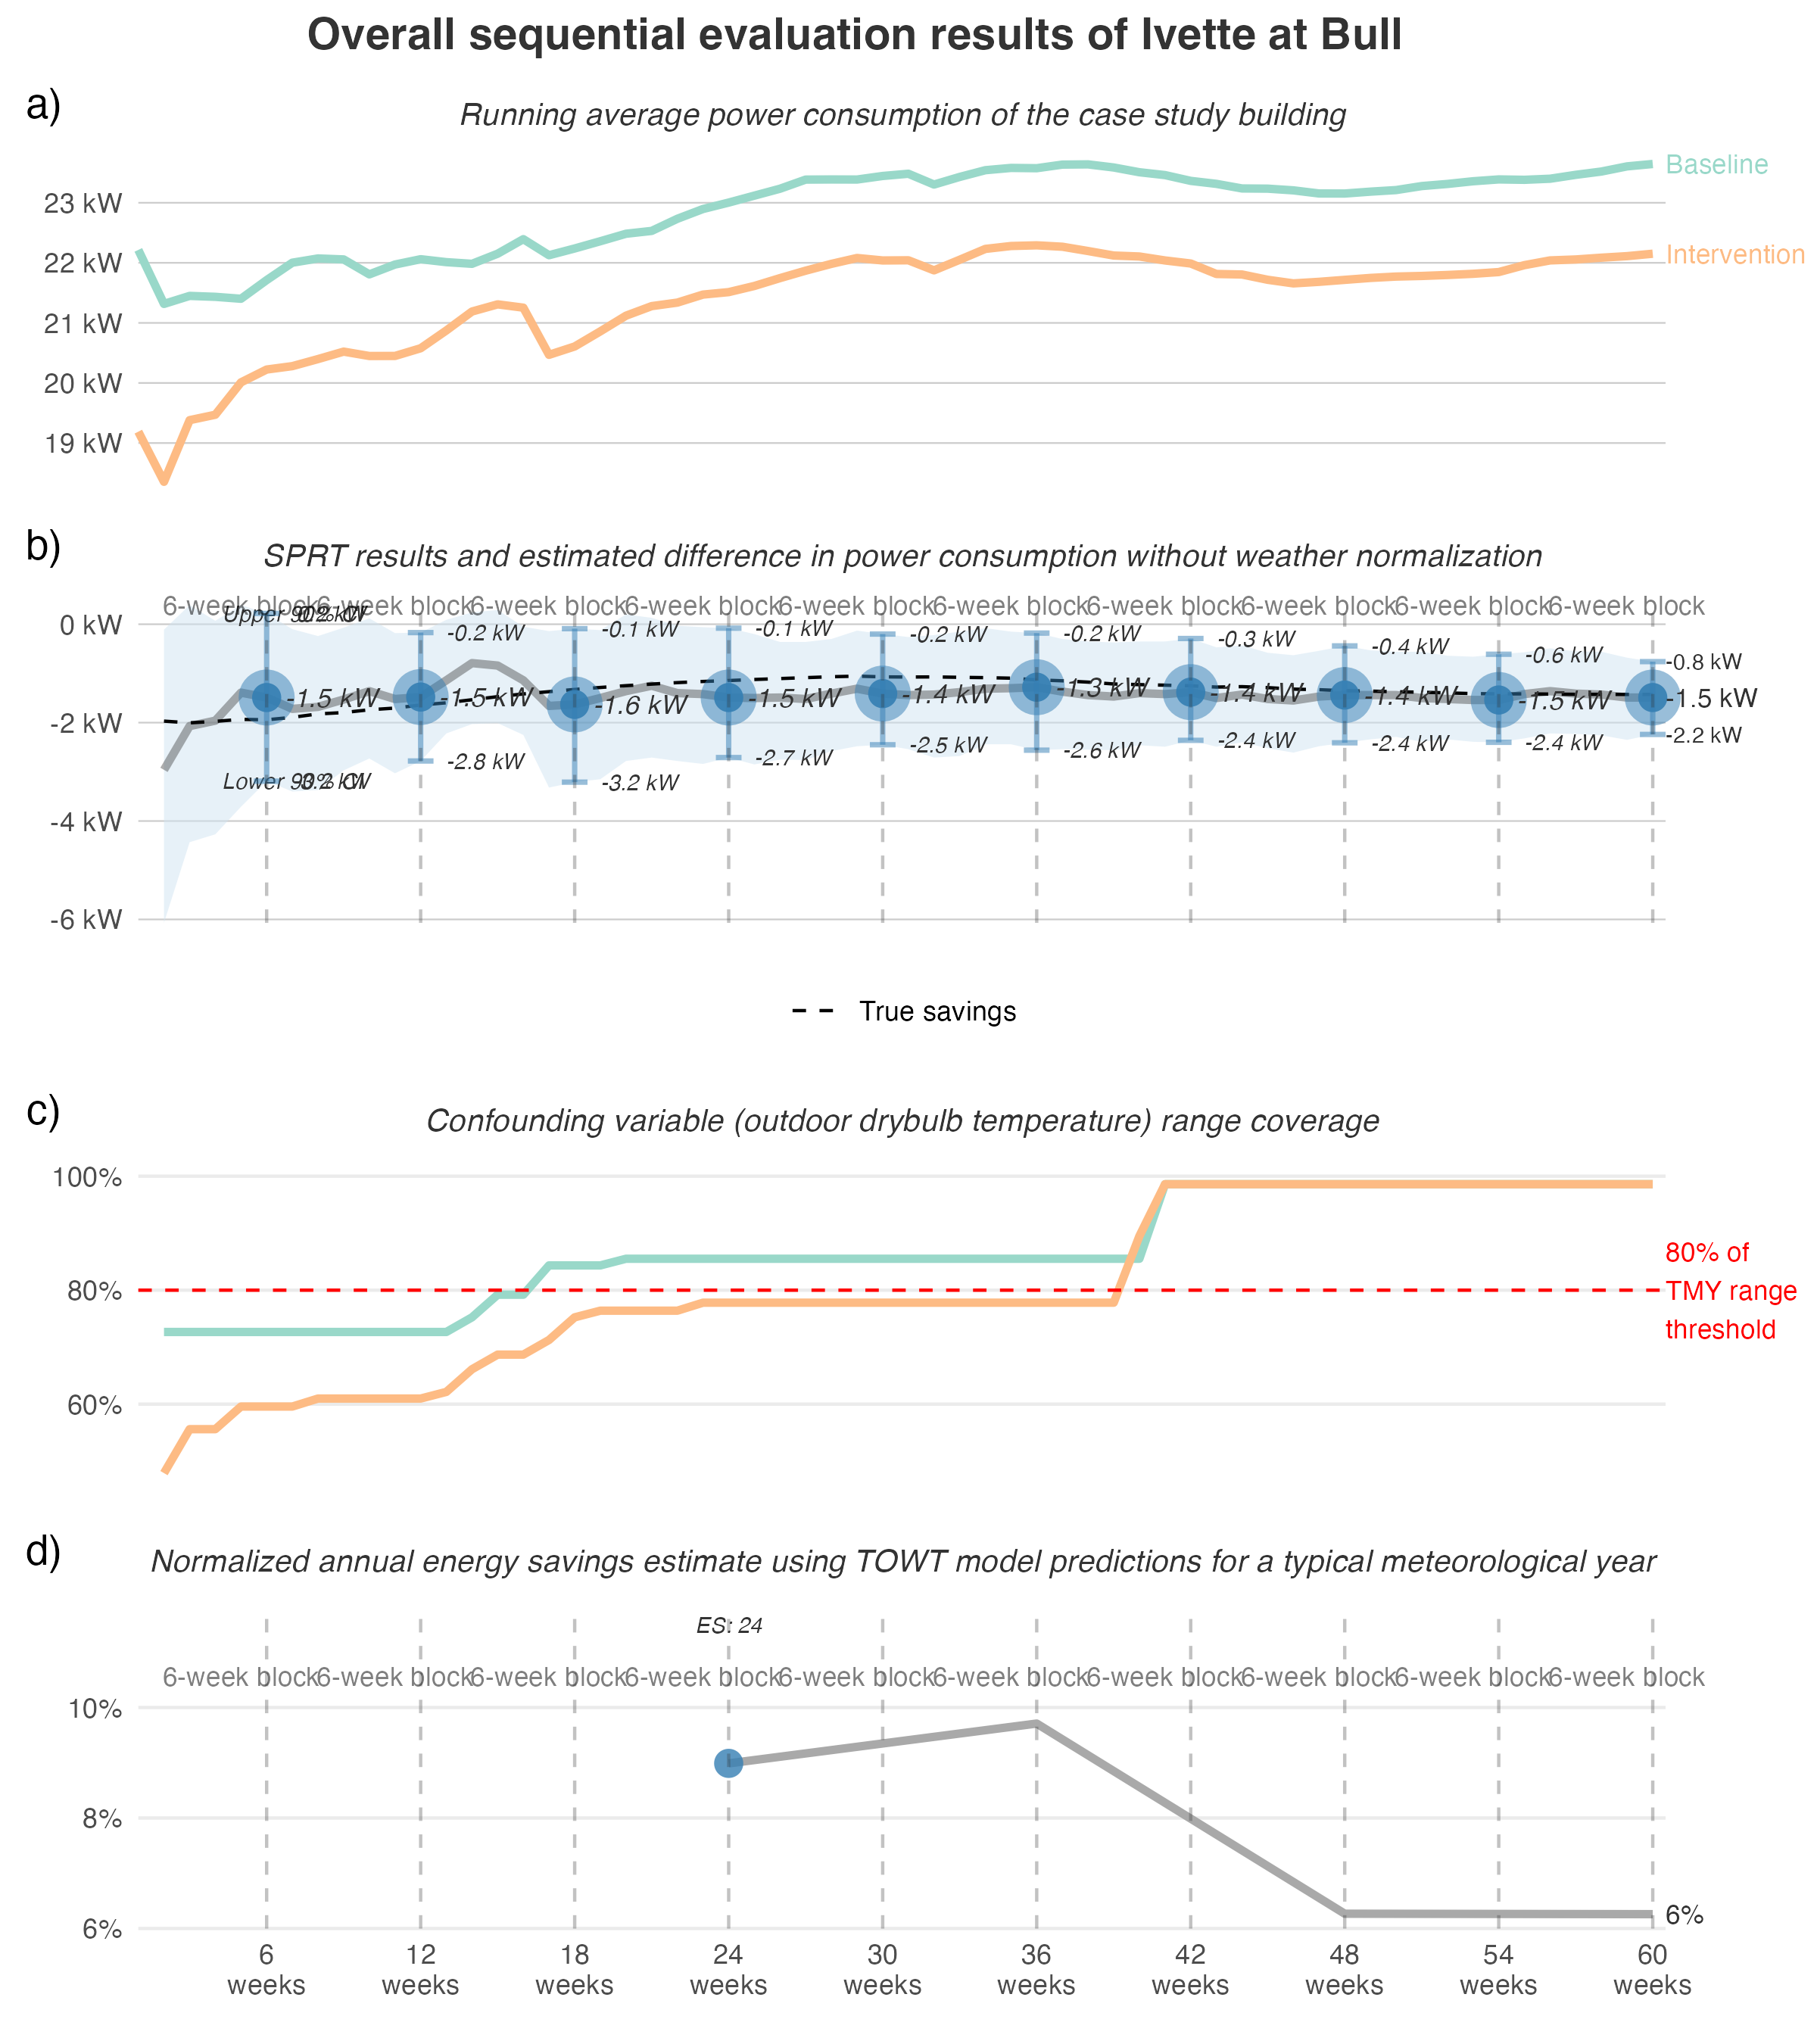 Overall sequential evaluation results of Ivette at Bull
a)
Running average power consumption of the case study building
23 kW
22 kW
21 kW
20 kW
19 kW
Baseline
Intervention
b)
SPRT results and estimated difference in power consumption without weather normalization
6-week block 6-week block 6-week block 6-week block 6-week block 6-week block 6-week block 6-week block 6-week block 6-week block
0 kW
-2 kW
-4 kW
-6 kW
Upper 90% CI
-0.2 kW -0.1 kW -0.1 kW -0.2 kW -0.2 kW -0.3 kW -0.4 kW -0.6 kW -0.8 kW
-1.5 kW -1.5 kW -1.6 kW -1.5 kW -1.4 kW -1.3 kW -1.4 kW -1.4 kW -1.5 kW -1.5 kW
Lower 90% CI
-3.2 kW -2.8 kW -3.2 kW -2.7 kW -2.5 kW -2.6 kW -2.4 kW -2.4 kW -2.4 kW -2.2 kW
True savings
c)
Confounding variable (outdoor drybulb temperature) range coverage
100%
80%
60%
80% of
TMY range
threshold
d)
Normalized annual energy savings estimate using TOWT model predictions for a typical meteorological year
ES: 24
6-week block 6-week block 6-week block 6-week block 6-week block 6-week block 6-week block 6-week block 6-week block 6-week block
10%
8%
6%
6%
6 12 18 24 30 36 42 48 54 60
weeks weeks weeks weeks weeks weeks weeks weeks weeks weeks